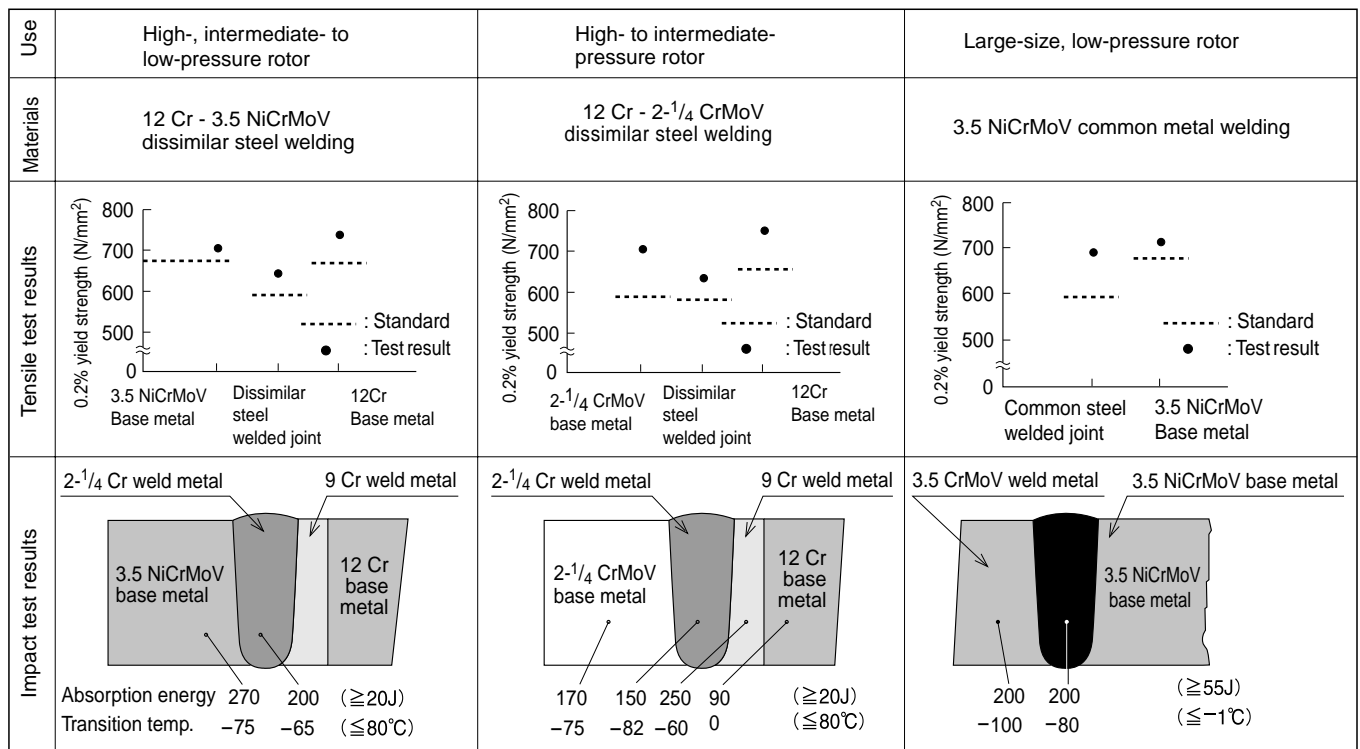 Use
High-, intermediate- to
low-pressure rotor
High- to intermediate-
pressure rotor
Large-size, low-pressure rotor
Materials
12 Cr - 3.5 NiCrMoV
dissimilar steel welding
12 Cr - 2-1/4 CrMoV
dissimilar steel welding
3.5 NiCrMoV common metal welding
Tensile test results
0.2% yield strength (N/mm²)
800
700
600
500
0
: Standard
: Test result
3.5 NiCrMoV
Base metal
Dissimilar
steel
welded joint
12Cr
Base metal
0.2% yield strength (N/mm²)
800
700
600
500
0
: Standard
: Test result
2-1/4 CrMoV
base metal
Dissimilar
steel
welded joint
12Cr
Base metal
0.2% yield strength (N/mm²)
800
700
600
500
0
: Standard
: Test result
Common steel
welded joint
3.5 NiCrMoV
Base metal
Impact test results
2-1/4 Cr weld metal
9 Cr weld metal
3.5 NiCrMoV
base metal
12 Cr
base
metal
Absorption energy 270 200 (≧20J)
Transition temp. −75 −65 (≦80℃)
2-1/4 Cr weld metal
9 Cr weld metal
2-1/4 CrMoV
base metal
12 Cr
base
metal
170 150 250 90 (≧20J)
−75 −82 −60 0 (≦80℃)
3.5 CrMoV weld metal
3.5 NiCrMoV base metal
3.5 NiCrMoV
base metal
200 200 (≧55J)
−100 −80 (≦−1℃)